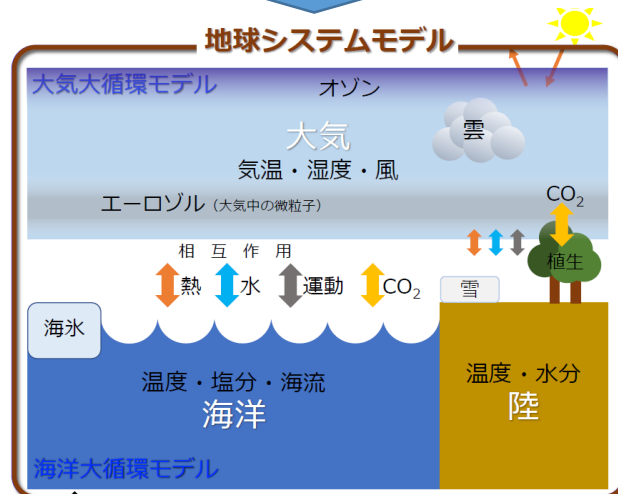 地球システムモデル
大気大循環モデル
オゾン
大気
雲
気温・湿度・風
エーロゾル（大気中の微粒子）
CO₂
相互作用
植生
熱
水
運動
CO₂
雪
海氷
温度・塩分・海流
海洋
温度・水分
陸
海洋大循環モデル